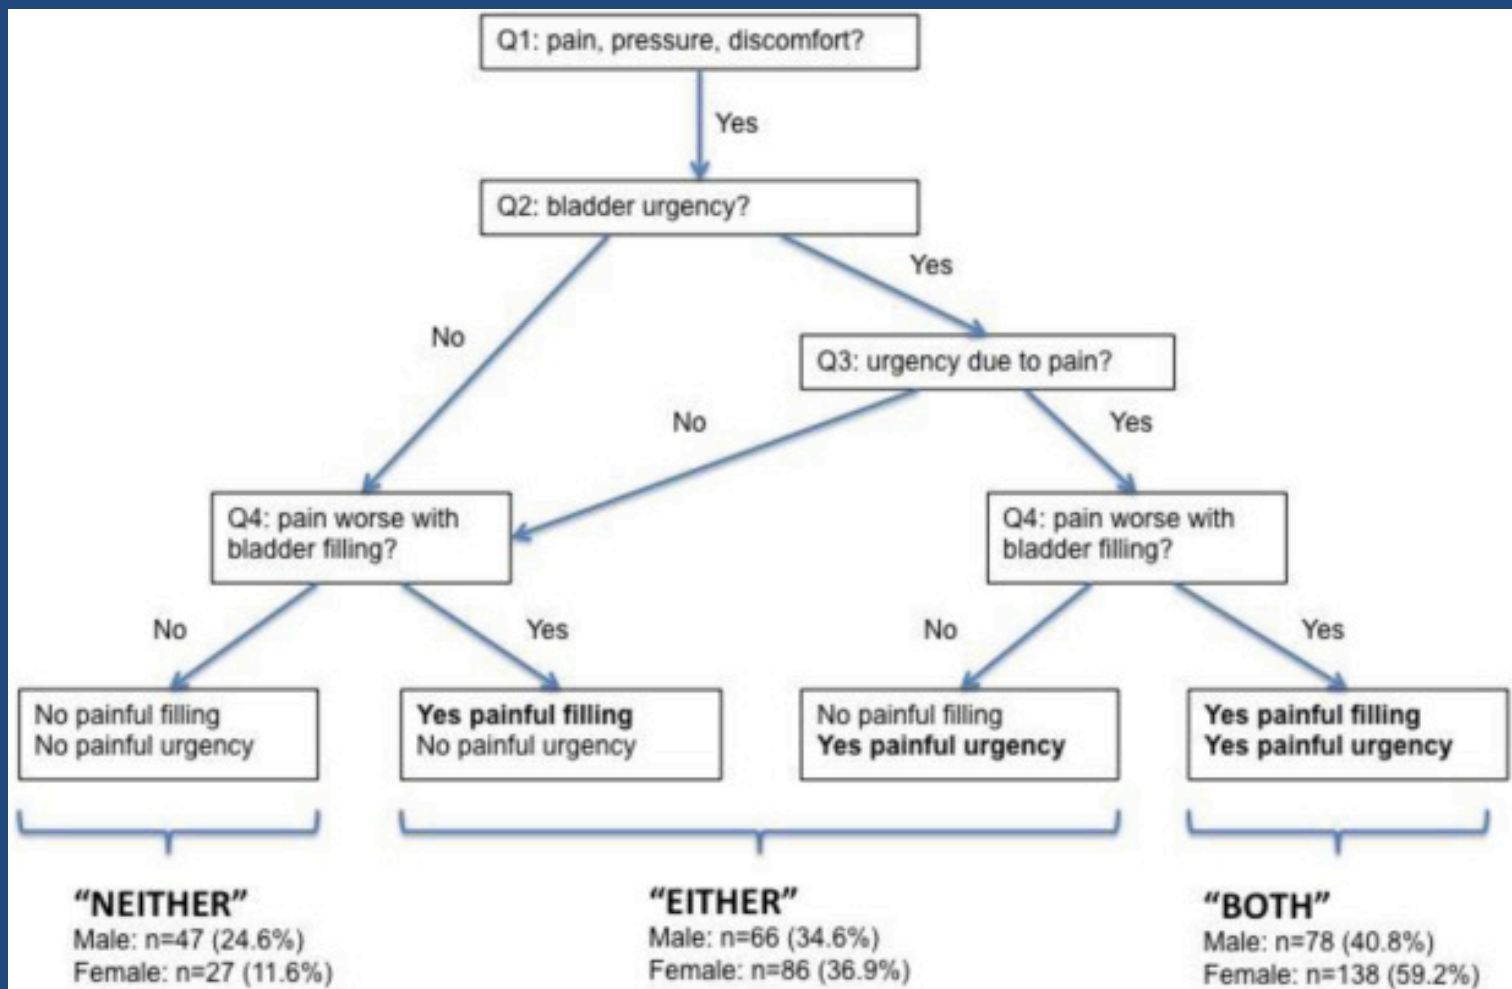 Q1: pain, pressure, discomfort?
Yes
Q2: bladder urgency?
Yes
No
Q3: urgency due to pain?
No
Yes
Q4: pain worse with
bladder filling?
Q4: pain worse with
bladder filling?
No
Yes
No
Yes
No painful filling
No painful urgency
Yes painful filling
No painful urgency
No painful filling
Yes painful urgency
Yes painful filling
Yes painful urgency
“NEITHER”
Male: n=47 (24.6%)
Female: n=27 (11.6%)
“EITHER”
Male: n=66 (34.6%)
Female: n=86 (36.9%)
“BOTH”
Male: n=78 (40.8%)
Female: n=138 (59.2%)